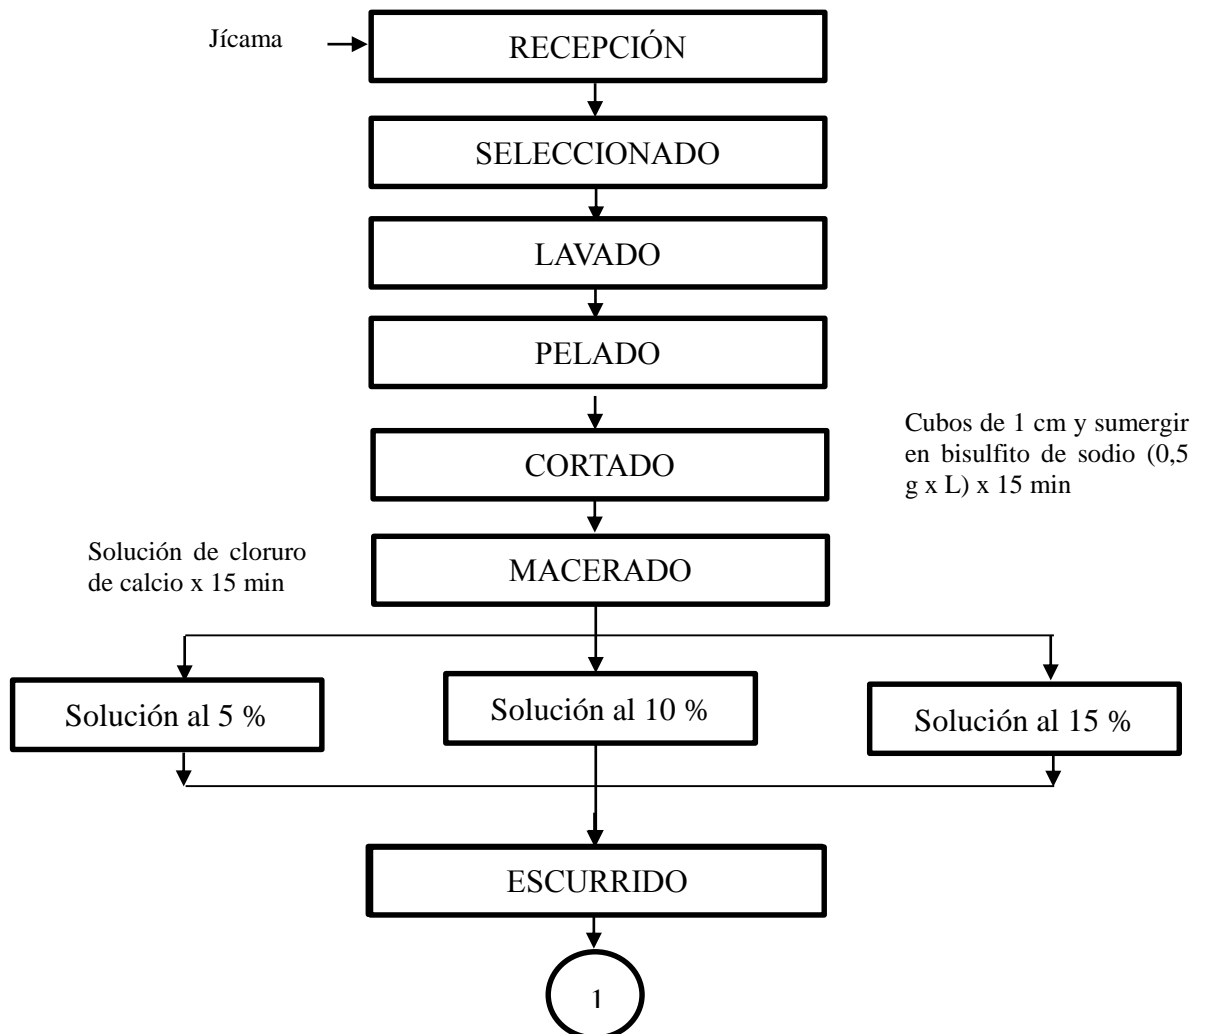 Jícama
RECEPCIÓN
SELECCIONADO
LAVADO
PELADO
Cubos de 1 cm y sumergir
en bisulfito de sodio (0,5
g x L) x 15 min
CORTADO
Solución de cloruro
de calcio x 15 min
MACERADO
Solución al 5 %
Solución al 10 %
Solución al 15 %
ESCURRIDO
1